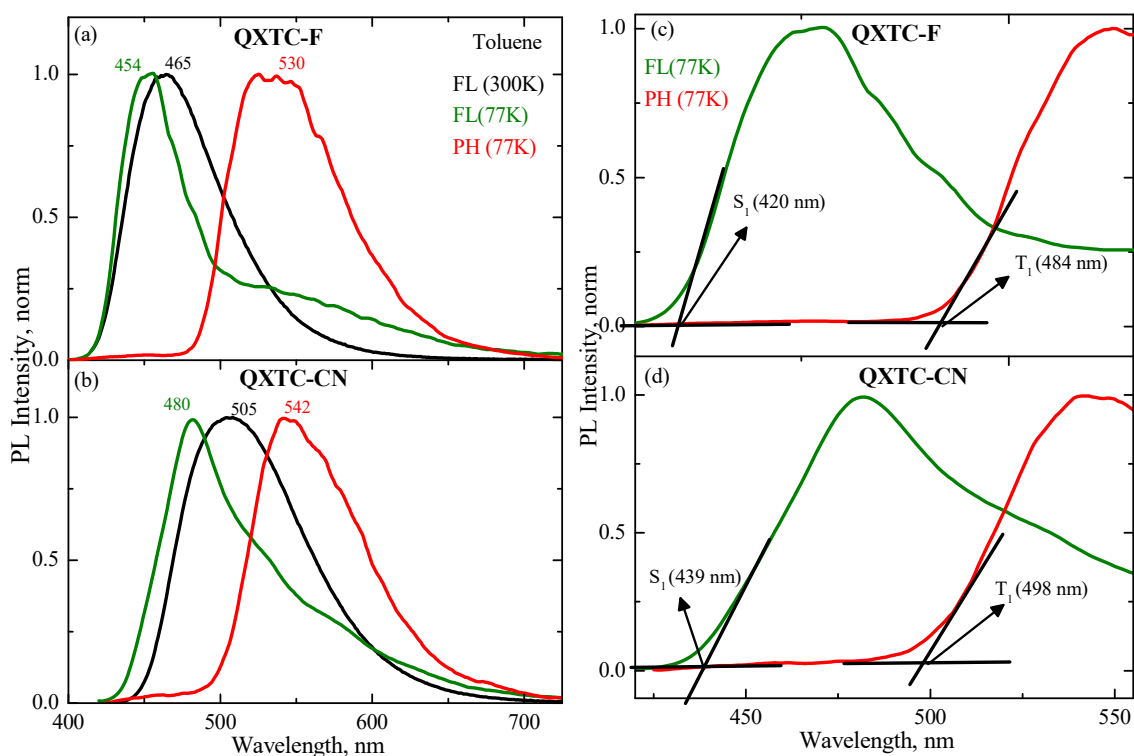 (a)
QXTC-F
Toluene
454
465
530
FL (300K)
FL(77K)
PH (77K)
1.0
0.5
0.0
(b)
QXTC-CN
480
505
542
1.0
0.5
0.0
PL Intensity, norm
400
500
600
700
Wavelength, nm
(c)
QXTC-F
FL(77K)
PH (77K)
1.0
0.5
0.0
S1 (420 nm)
T1 (484 nm)
(d)
QXTC-CN
1.0
0.5
0.0
S1 (439 nm)
T1 (498 nm)
PL Intensity, norm
450
500
550
Wavelength, nm